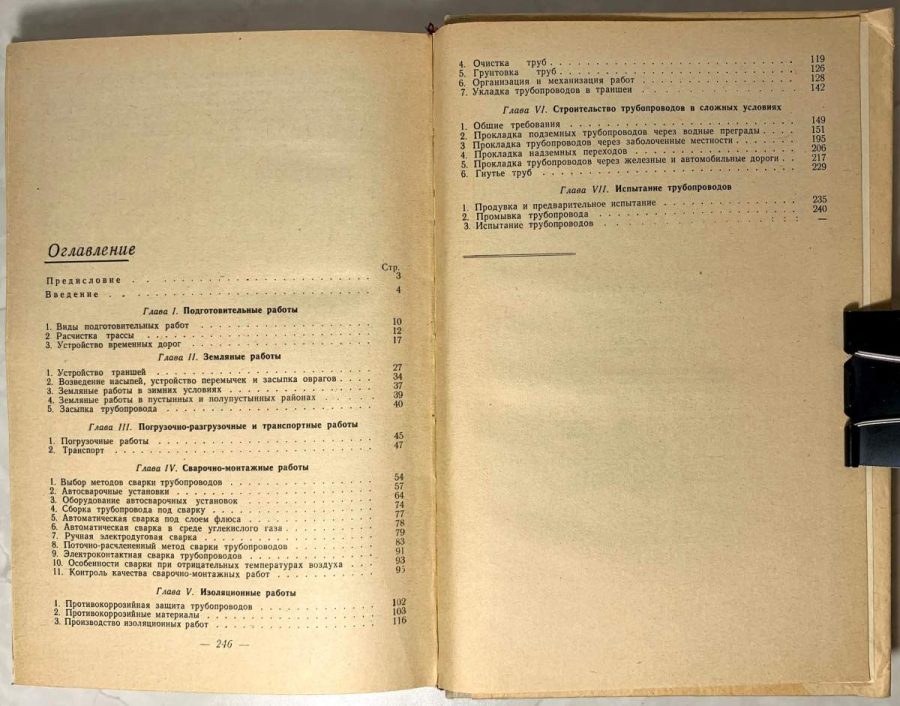 Оглавление
Стр.
Предисловие . . . 3
Введение . . . 4
Глава I. Подготовительные работы
1. Виды подготовительных работ . . . 10
2. Расчистка трассы . . . 12
3. Устройство временных дорог . . . 17
Глава II. Земляные работы
1. Устройство траншей . . . 27
2. Возведение насыпей, устройство перемычек и засыпка оврагов . . . 34
3. Земляные работы в зимних условиях . . . 37
4. Земляные работы в пустынных и полупустынных районах . . . 39
5. Засыпка трубопровода . . . 40
Глава III. Погрузочно-разгрузочные и транспортные работы
1. Погрузочные работы . . . 45
2. Транспорт . . . 47
Глава IV. Сварочно-монтажные работы
1. Выбор методов сварки трубопроводов . . . 54
2. Автосварочные установки . . . 57
3. Оборудование автосварочных установок . . . 64
4. Сборка трубопровода под сварку . . . 74
5. Автоматическая сварка под слоем флюса . . . 77
6. Автоматическая сварка в среде углекислого газа . . . 78
7. Ручная электродуговая сварка . . . 79
8. Поточно-расчлененный метод сварки трубопроводов . . . 83
9. Электроконтактная сварка трубопроводов . . . 91
10. Особенности сварки при отрицательных температурах воздуха . . . 93
11. Контроль качества сварочно-монтажных работ . . . 95
Глава V. Изоляционные работы
1. Противокоррозийная защита трубопроводов . . . 102
2. Противокоррозийные материалы . . . 103
3. Производство изоляционных работ . . . 116
— 246 —
4. Очистка труб . . . 119
5. Грунтовка труб . . . 126
6. Организация и механизация работ . . . 128
7. Укладка трубопроводов в траншеи . . . 142
Глава VI. Строительство трубопроводов в сложных условиях
1. Общие требования . . . 149
2. Прокладка подземных трубопроводов через водные преграды . . . 151
3 Прокладка трубопроводов через заболоченные местности . . . 195
4. Прокладка надземных переходов . . . 206
5. Прокладка трубопроводов через железные и автомобильные дороги . . 217
6. Гнутье труб . . . 229
Глава VII. Испытание трубопроводов
1. Продувка и предварительное испытание . . . 235
2. Промывка трубопровода . . . 240
3. Испытание трубопроводов . . . —